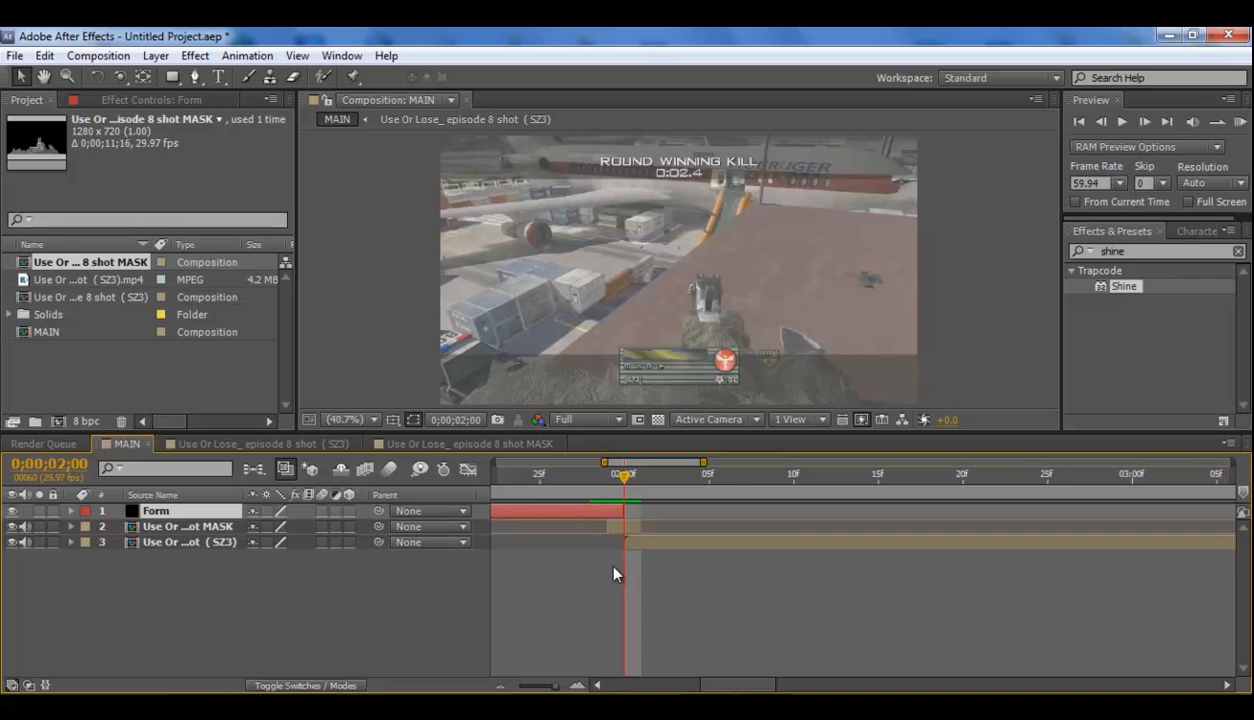 Adobe After Effects - Untitled Project.aep *
File Edit Composition Layer Effect Animation View Window Help
Workspace: Standard Search Help
Project Effect Controls: Form Composition: MAIN Preview
MAIN Use Or Lose_ episode 8 shot (SZ3)
Use Or ...isode 8 shot MASK , used 1 time
1280 x 720 (1.00)
Δ 0;00;11;16, 29.97 fps
ROUND WINNING KILL
0:02.4
RAM Preview Options
Frame Rate Skip Resolution
59.94 0 Auto
From Current Time Full Screen
Effects & Presets Characte
shine
Trapcode
Shine
Name Type Size
Use Or ... 8 shot MASK Composition
Use Or ...ot (SZ3).mp4 MPEG 4.2 MB
Use Or ...e 8 shot (SZ3) Composition
Solids Folder
MAIN Composition
8 bpc
(40.7%) 0;00;02;00 Full Active Camera 1 View +0.0
Render Queue MAIN Use Or Lose_ episode 8 shot (SZ3) Use Or Lose_ episode 8 shot MASK
0;00;02;00
00060 (29.97 fps)
25f 02:00f 05f 10f 15f 20f 25f 03:00f 05f
# Source Name Parent
1 Form None
2 Use Or ...ot MASK None
3 Use Or ...ot (SZ3) None
Toggle Switches / Modes